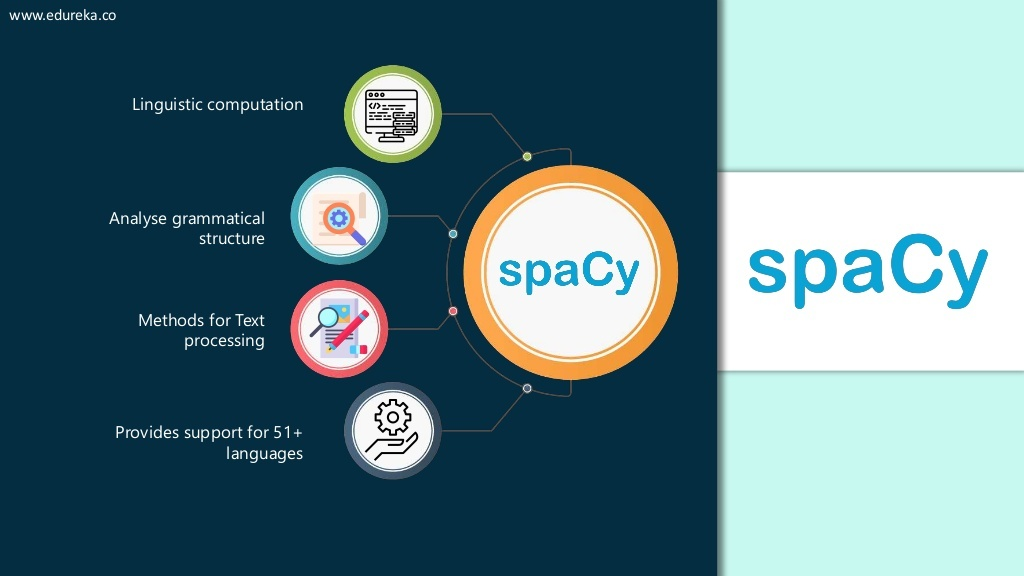 www.edureka.co
Linguistic computation
Analyse grammatical
structure
Methods for Text
processing
Provides support for 51+
languages
spaCy
spaCy